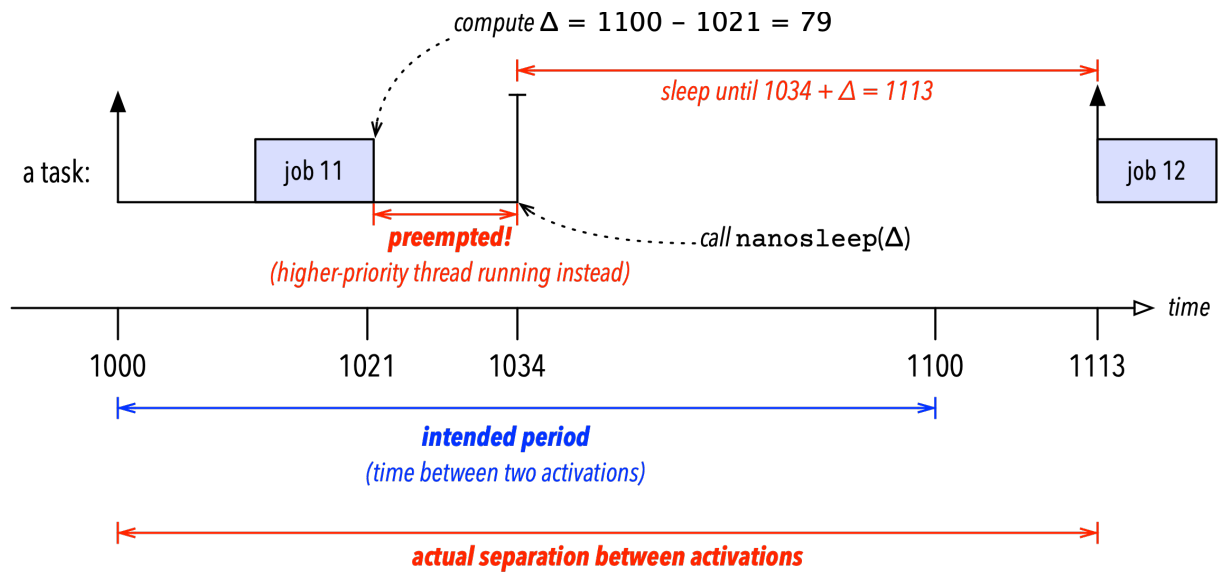 compute Δ = 1100 – 1021 = 79
sleep until 1034 + Δ = 1113
a task:
job 11
job 12
preempted!
(higher-priority thread running instead)
call nanosleep(Δ)
time
1000
1021
1034
1100
1113
intended period
(time between two activations)
actual separation between activations